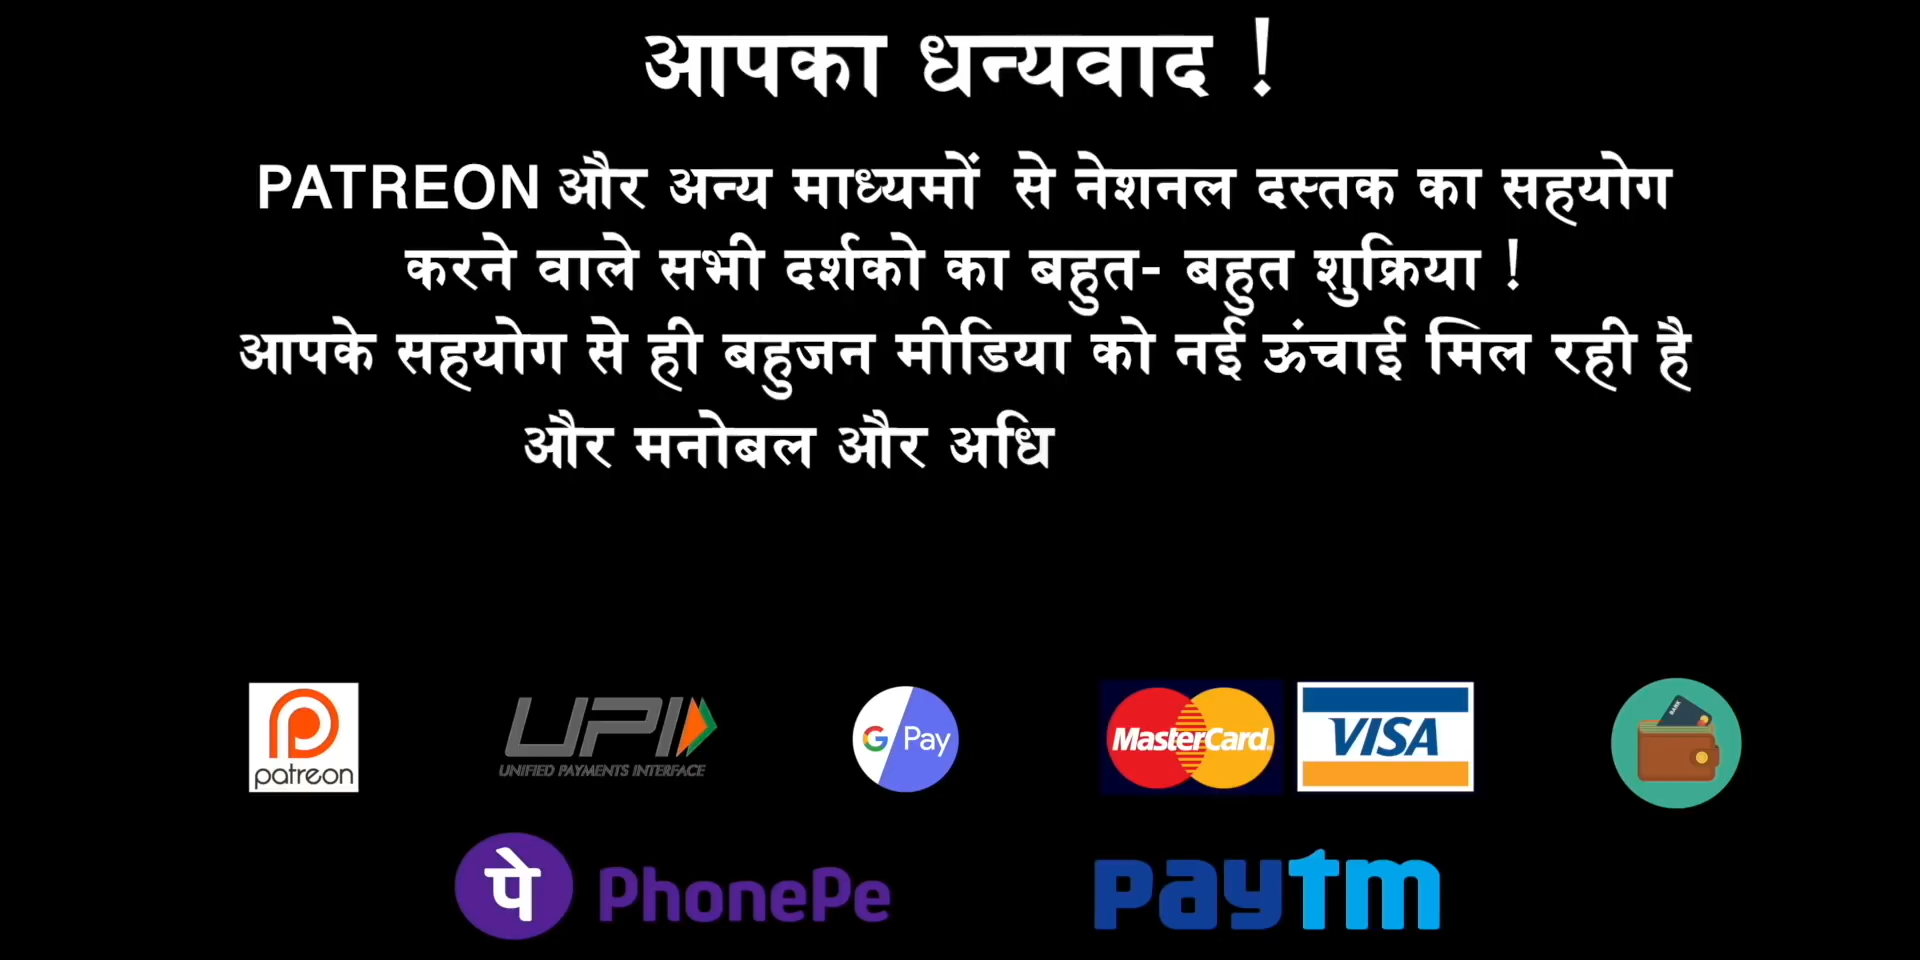 आपका धन्यवाद !
PATREON और अन्य माध्यमों से नेशनल दस्तक का सहयोग
करने वाले सभी दर्शको का बहुत- बहुत शुक्रिया !
आपके सहयोग से ही बहुजन मीडिया को नई ऊंचाई मिल रही है
और मनोबल और अधि
patreon
UPI
UNIFIED PAYMENTS INTERFACE
G Pay
MasterCard
VISA
BANK
पे PhonePe
paytm